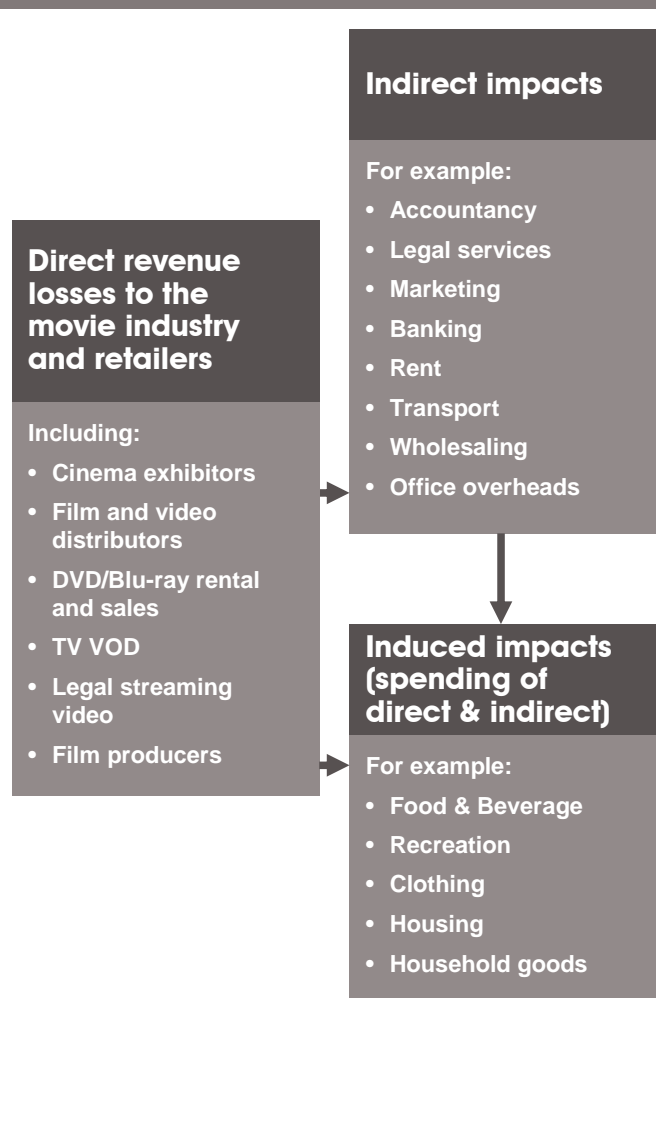 Direct revenue
losses to the
movie industry
and retailers
Including:
• Cinema exhibitors
• Film and video
distributors
• DVD/Blu-ray rental
and sales
• TV VOD
• Legal streaming
video
• Film producers
Indirect impacts
For example:
• Accountancy
• Legal services
• Marketing
• Banking
• Rent
• Transport
• Wholesaling
• Office overheads
Induced impacts
(spending of
direct & indirect)
For example:
• Food & Beverage
• Recreation
• Clothing
• Housing
• Household goods